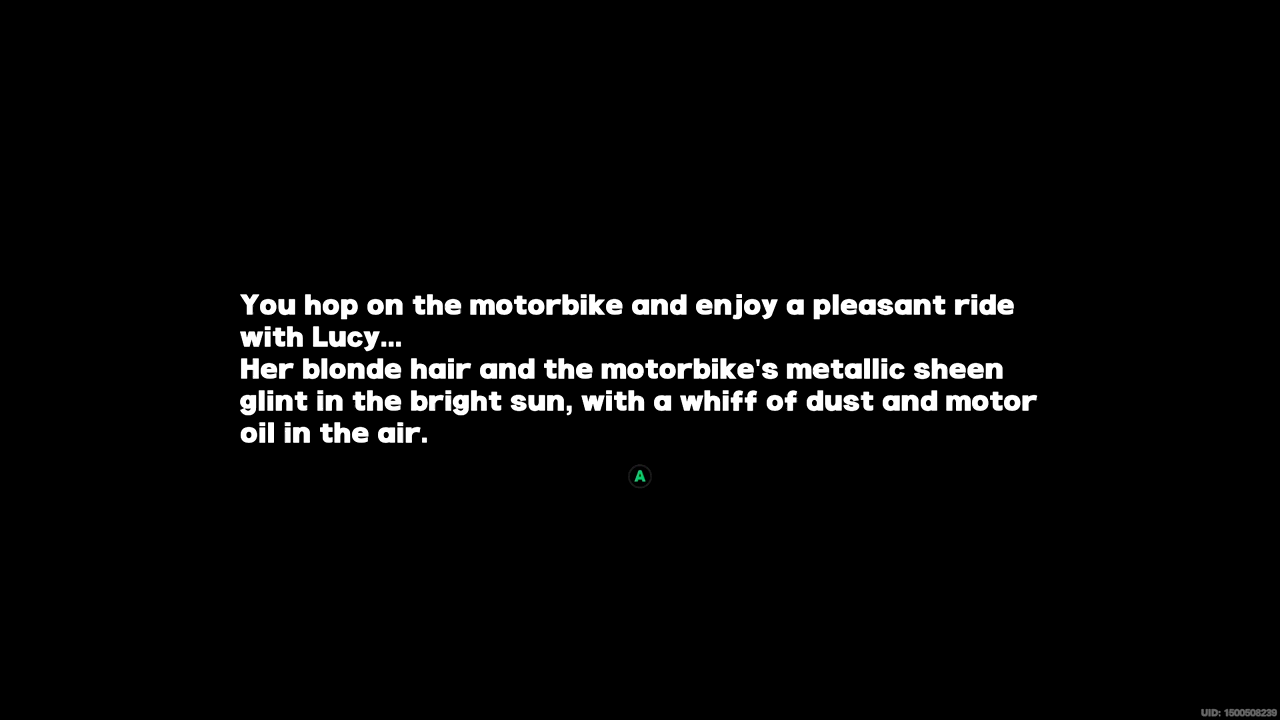 You hop on the motorbike and enjoy a pleasant ride
with Lucy...
Her blonde hair and the motorbike's metallic sheen
glint in the bright sun, with a whiff of dust and motor
oil in the air.
A
UID: 1500508239